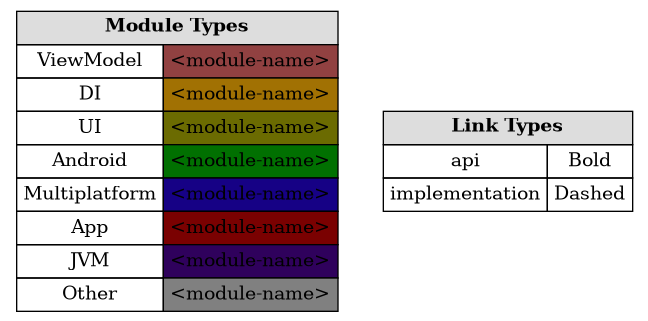 Module Types
ViewModel <module-name>
DI <module-name>
UI <module-name>
Android <module-name>
Multiplatform <module-name>
App <module-name>
JVM <module-name>
Other <module-name>
Link Types
api Bold
implementation Dashed